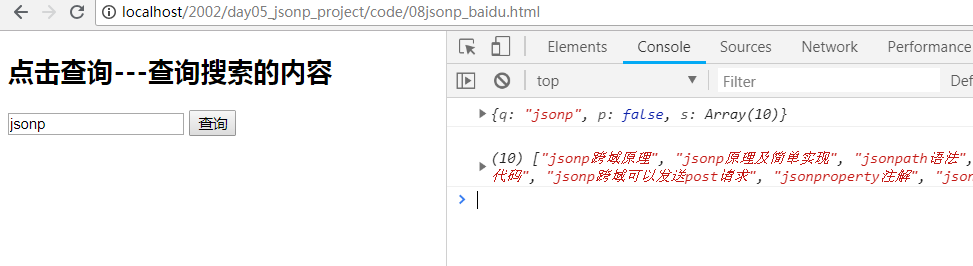 localhost/2002/day05_jsonp_project/code/08jsonp_baidu.html
点击查询---查询搜索的内容
jsonp 查询
Elements Console Sources Network Performance
top Filter Def
{q: "jsonp", p: false, s: Array(10)}
(10) ["jsonp跨域原理", "jsonp原理及简单实现", "jsonpath语法",
代码", "jsonp跨域可以发送post请求", "jsonproperty注解", "json